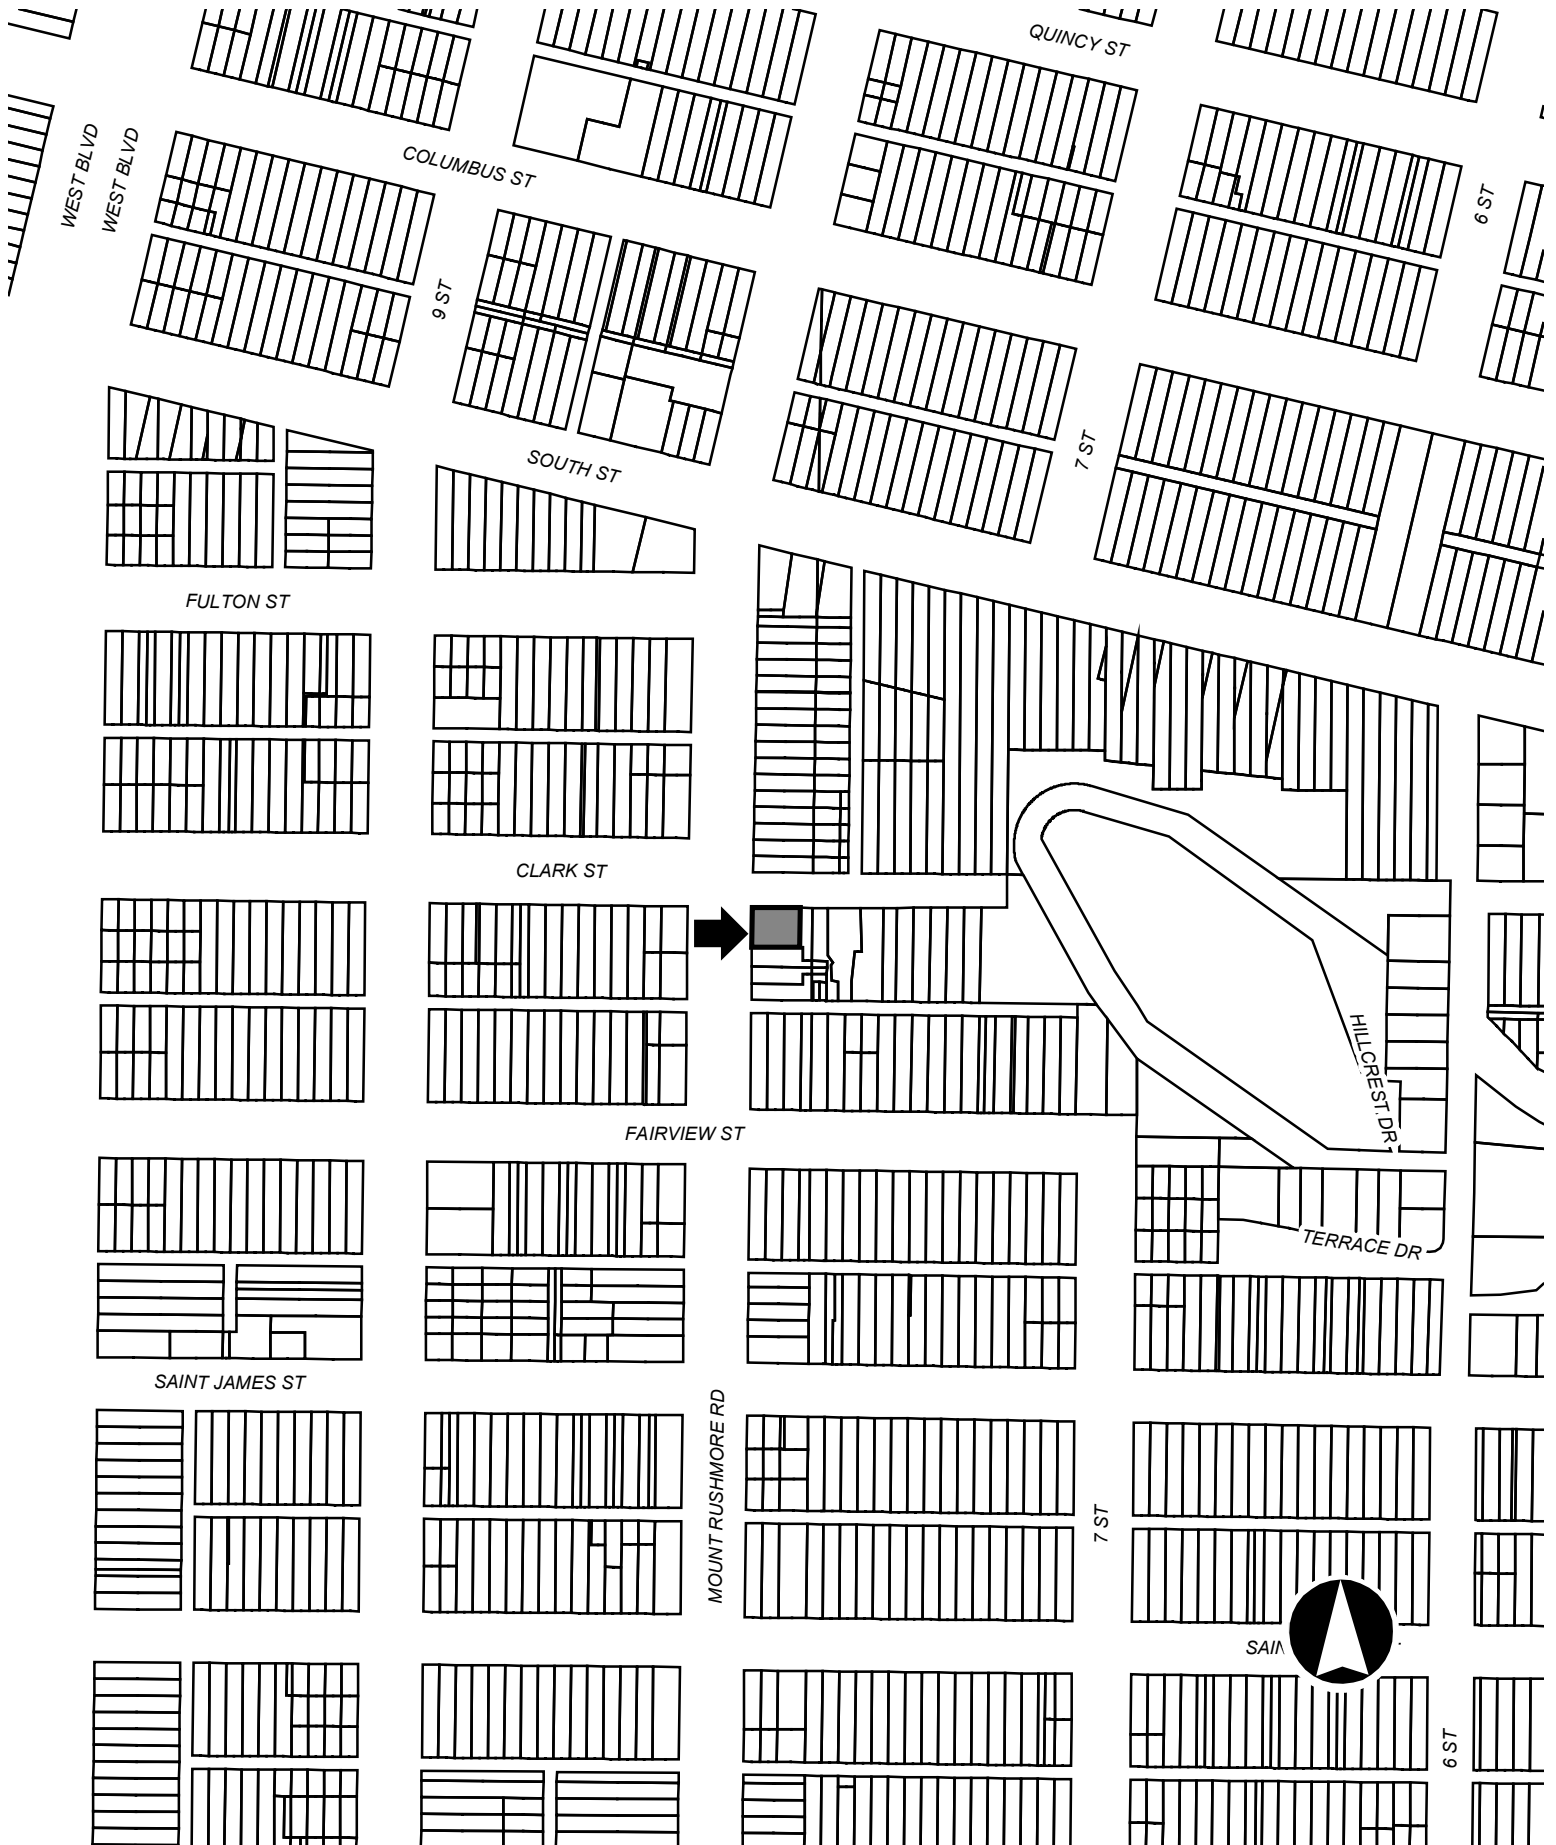 QUINCY ST
COLUMBUS ST
WEST BLVD
WEST BLVD
6 ST
9 ST
7 ST
SOUTH ST
FULTON ST
CLARK ST
HILLCREST DR
FAIRVIEW ST
TERRACE DR
SAINT JAMES ST
MOUNT RUSHMORE RD
7 ST
6 ST